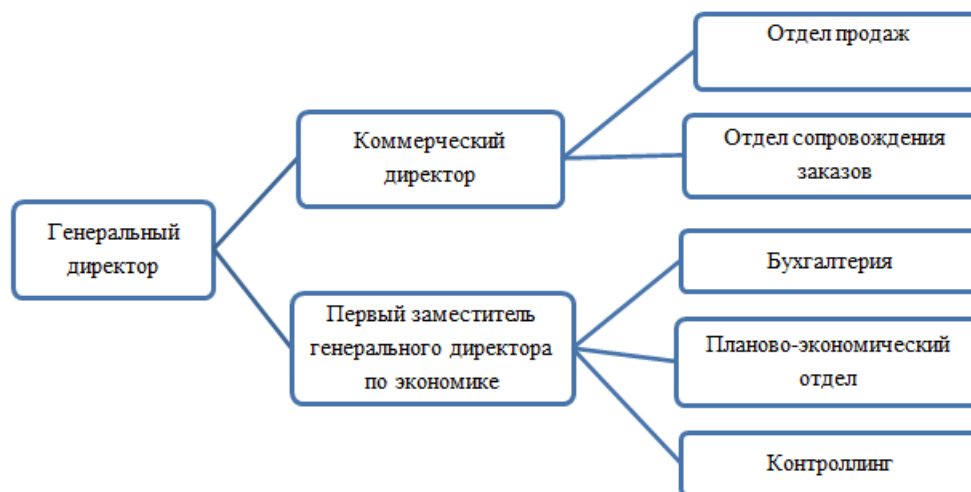 Отдел продаж
Коммерческий
директор
Отдел сопровождения
заказов
Генеральный
директор
Первый заместитель
генерального директора
по экономике
Бухгалтерия
Планово-экономический
отдел
Контроллинг